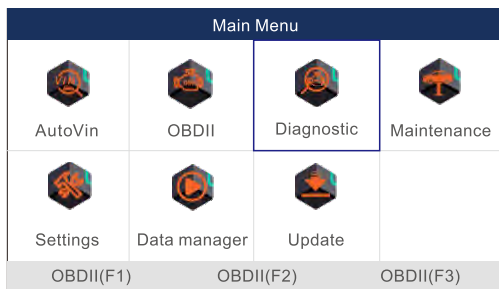 Main Menu
AutoVin OBDII Diagnostic Maintenance
Settings Data manager Update
OBDII(F1) OBDII(F2) OBDII(F3)